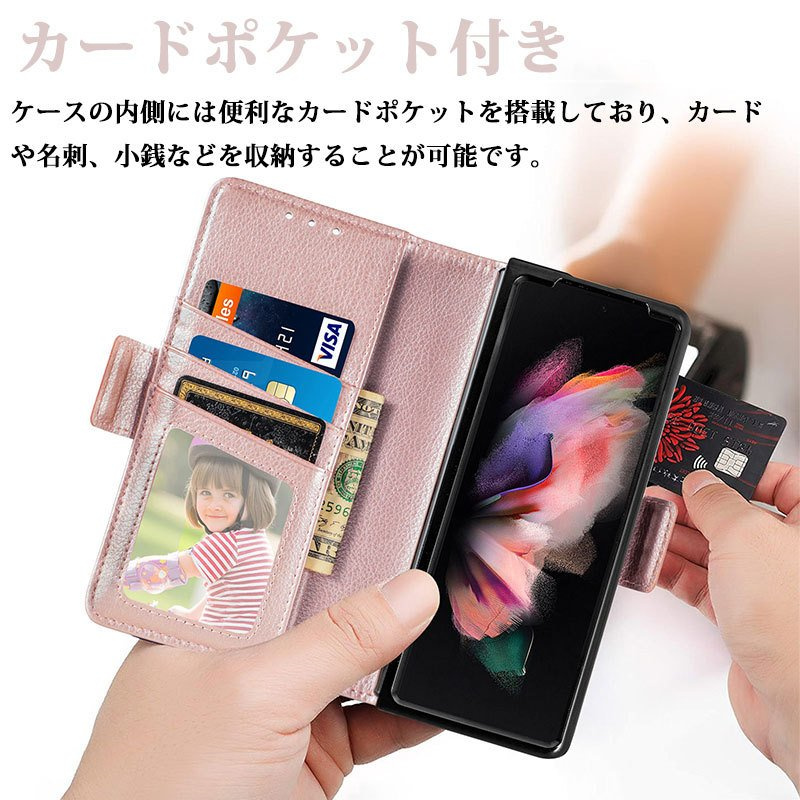 カードポケット付き
ケースの内側には便利なカードポケットを搭載しており、カード
や名刺、小銭などを収納することが可能です。
VISA